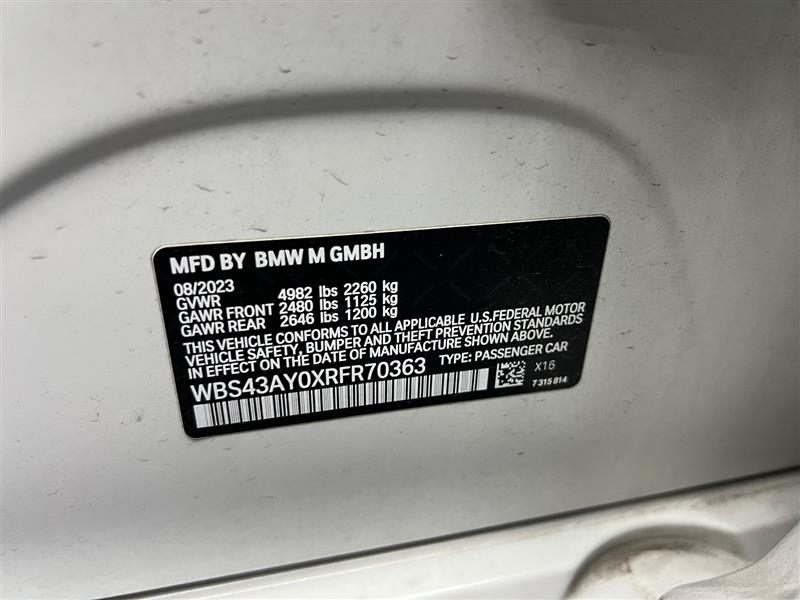 MFD BY BMW M GMBH
08/2023
GVWR 4982 lbs 2260 kg
GAWR FRONT 2480 lbs 1125 kg
GAWR REAR 2646 lbs 1200 kg
THIS VEHICLE CONFORMS TO ALL APPLICABLE U.S.FEDERAL MOTOR
VEHICLE SAFETY, BUMPER AND THEFT PREVENTION STANDARDS
IN EFFECT ON THE DATE OF MANUFACTURE SHOWN ABOVE.
WBS43AY0XRFR70363 TYPE: PASSENGER CAR
X16
7 315 814